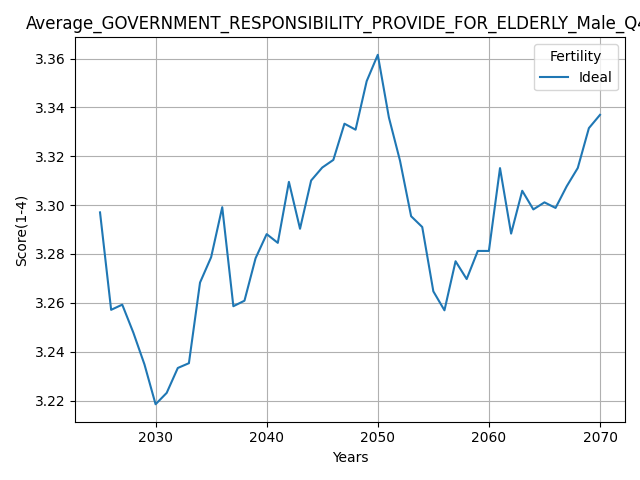 Average_GOVERNMENT_RESPONSIBILITY_PROVIDE_FOR_ELDERLY_Male_Q4
Fertility
Ideal
Score(1-4)
3.36
3.34
3.32
3.30
3.28
3.26
3.24
3.22
2030 2040 2050 2060 2070
Years